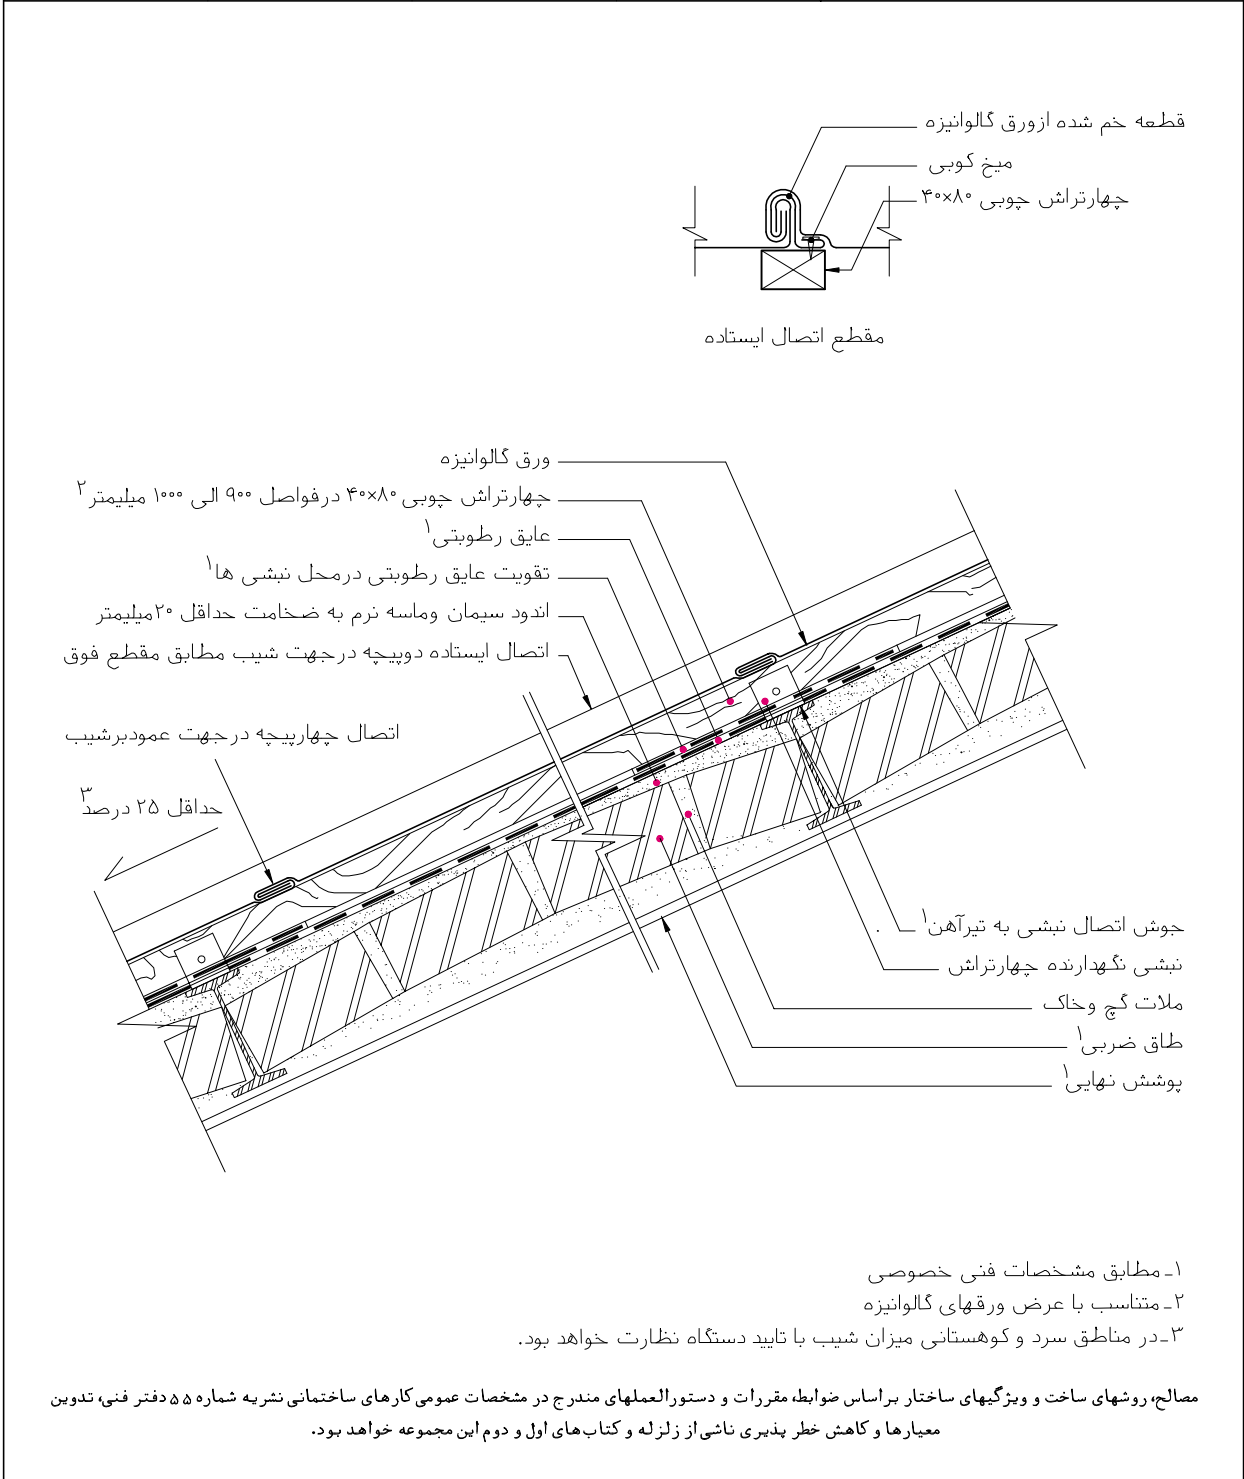 قطعه خم شده ازورق گالوانیزه
میخ کوبی
چهارتراش چوبی ۴۰×۸۰
مقطع اتصال ایستاده
ورق گالوانیزه
چهارتراش چوبی ۴۰×۸۰ درفواصل ۹۰۰ الی ۱۰۰۰ میلیمتر۲
عایق رطوبتی۱
تقویت عایق رطوبتی درمحل نبشی ها۱
اندود سیمان وماسه نرم به ضخامت حداقل ۲۰میلیمتر
اتصال ایستاده دوپیچه درجهت شیب مطابق مقطع فوق
اتصال چهارپیچه درجهت عمودبرشیب
حداقل ۲۵ درصد۳
جوش اتصال نبشی به تیرآهن۱
نبشی نگهدارنده چهارتراش
ملات گچ وخاک
طاق ضربی۱
پوشش نهایی۱
۱ـ مطابق مشخصات فنی خصوصی
۲ـ متناسب با عرض ورقهای گالوانیزه
۳ـ در مناطق سرد و کوهستانی میزان شیب با تایید دستگاه نظارت خواهد بود.
مصالح، روشهای ساخت و ویژگیهای ساختار براساس ضوابط، مقررات و دستورالعملهای مندرج در مشخصات عمومی کارهای ساختمانی نشریه شماره ۵۵ دفتر فنی، تدوین
معیارها و کاهش خطر پذیری ناشی از زلزله و کتاب‌های اول و دوم این مجموعه خواهد بود.